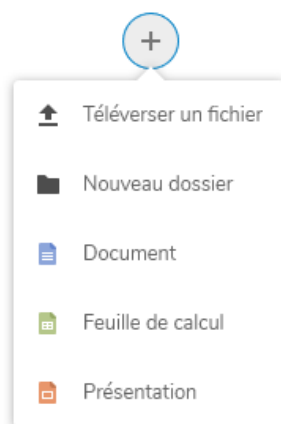 Téléverser un fichier
Nouveau dossier
Document
Feuille de calcul
Présentation